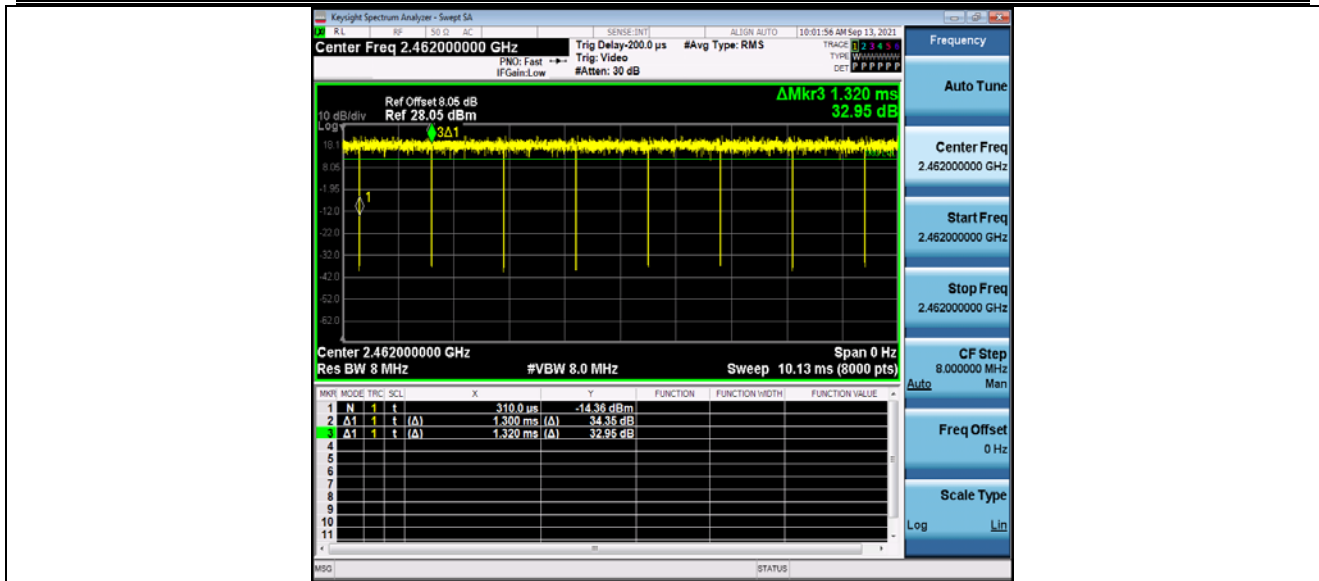 Keysight Spectrum Analyzer - Swept SA
RL RF 50 Ω AC SENSE:INT ALIGN AUTO 10:01:56 AM Sep 13, 2021
Center Freq 2.462000000 GHz
Trig Delay-200.0 µs #Avg Type: RMS
TRACE 1 2 3 4 5 6
PNO: Fast Trig: Video
TYPE WWWWWW
IFGain:Low #Atten: 30 dB
DET P P P P P P
ΔMkr3 1.320 ms
32.95 dB
Ref Offset 8.05 dB
10 dB/div Ref 28.05 dBm
Log
3Δ1
18.1
8.05
-1.95
1
-12.0
-22.0
-32.0
-42.0
-52.0
-62.0
Center 2.462000000 GHz Span 0 Hz
Res BW 8 MHz #VBW 8.0 MHz Sweep 10.13 ms (8000 pts)
MKR MODE TRC SCL X Y FUNCTION FUNCTION WIDTH FUNCTION VALUE
1 N 1 t 310.0 us -14.36 dBm
2 Δ1 1 t (Δ) 1.300 ms (Δ) 34.35 dB
3 Δ1 1 t (Δ) 1.320 ms (Δ) 32.95 dB
4
5
6
7
8
9
10
11
MSG STATUS
Frequency
Auto Tune
Center Freq
2.462000000 GHz
Start Freq
2.462000000 GHz
Stop Freq
2.462000000 GHz
CF Step
8.000000 MHz
Auto Man
Freq Offset
0 Hz
Scale Type
Log Lin